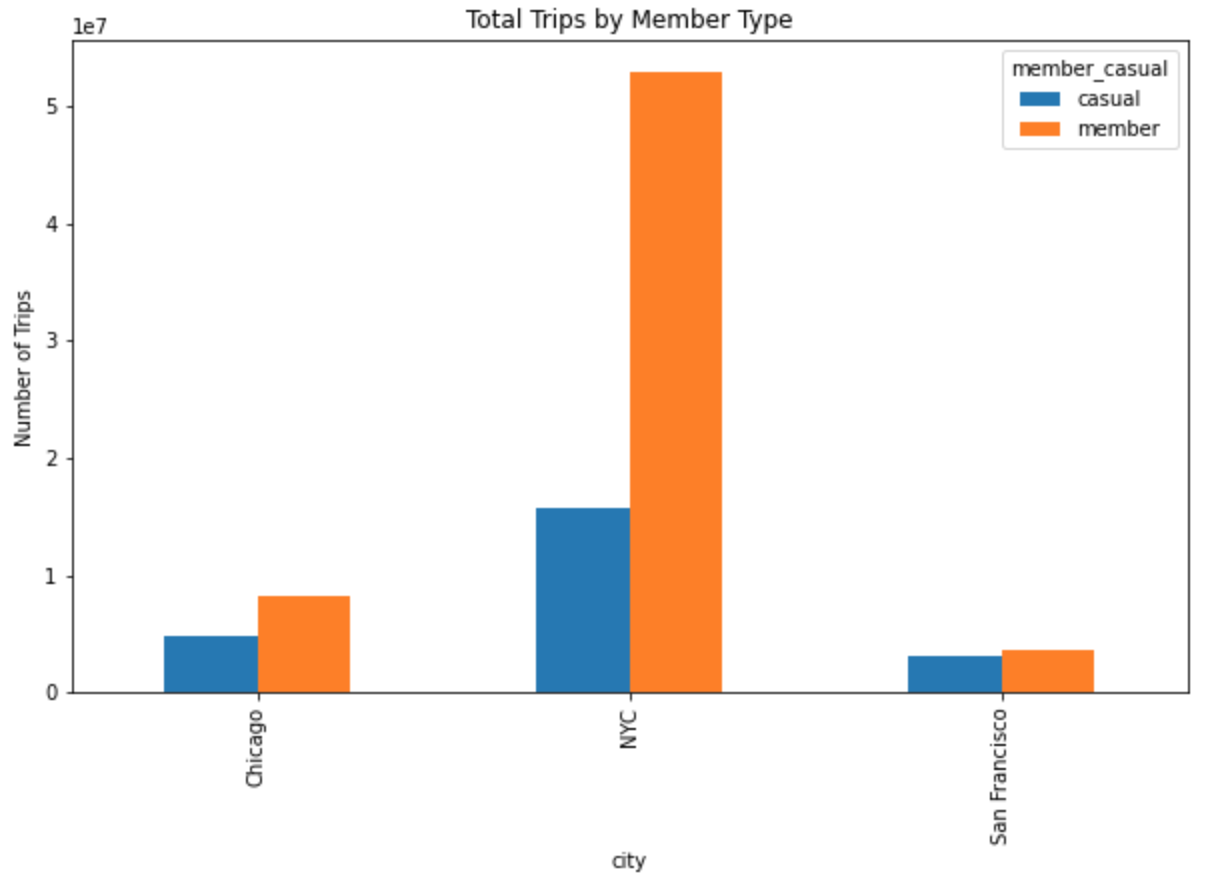 Total Trips by Member Type
1e7
member_casual
casual
member
5
4
3
2
1
0
Number of Trips
Chicago
NYC
San Francisco
city